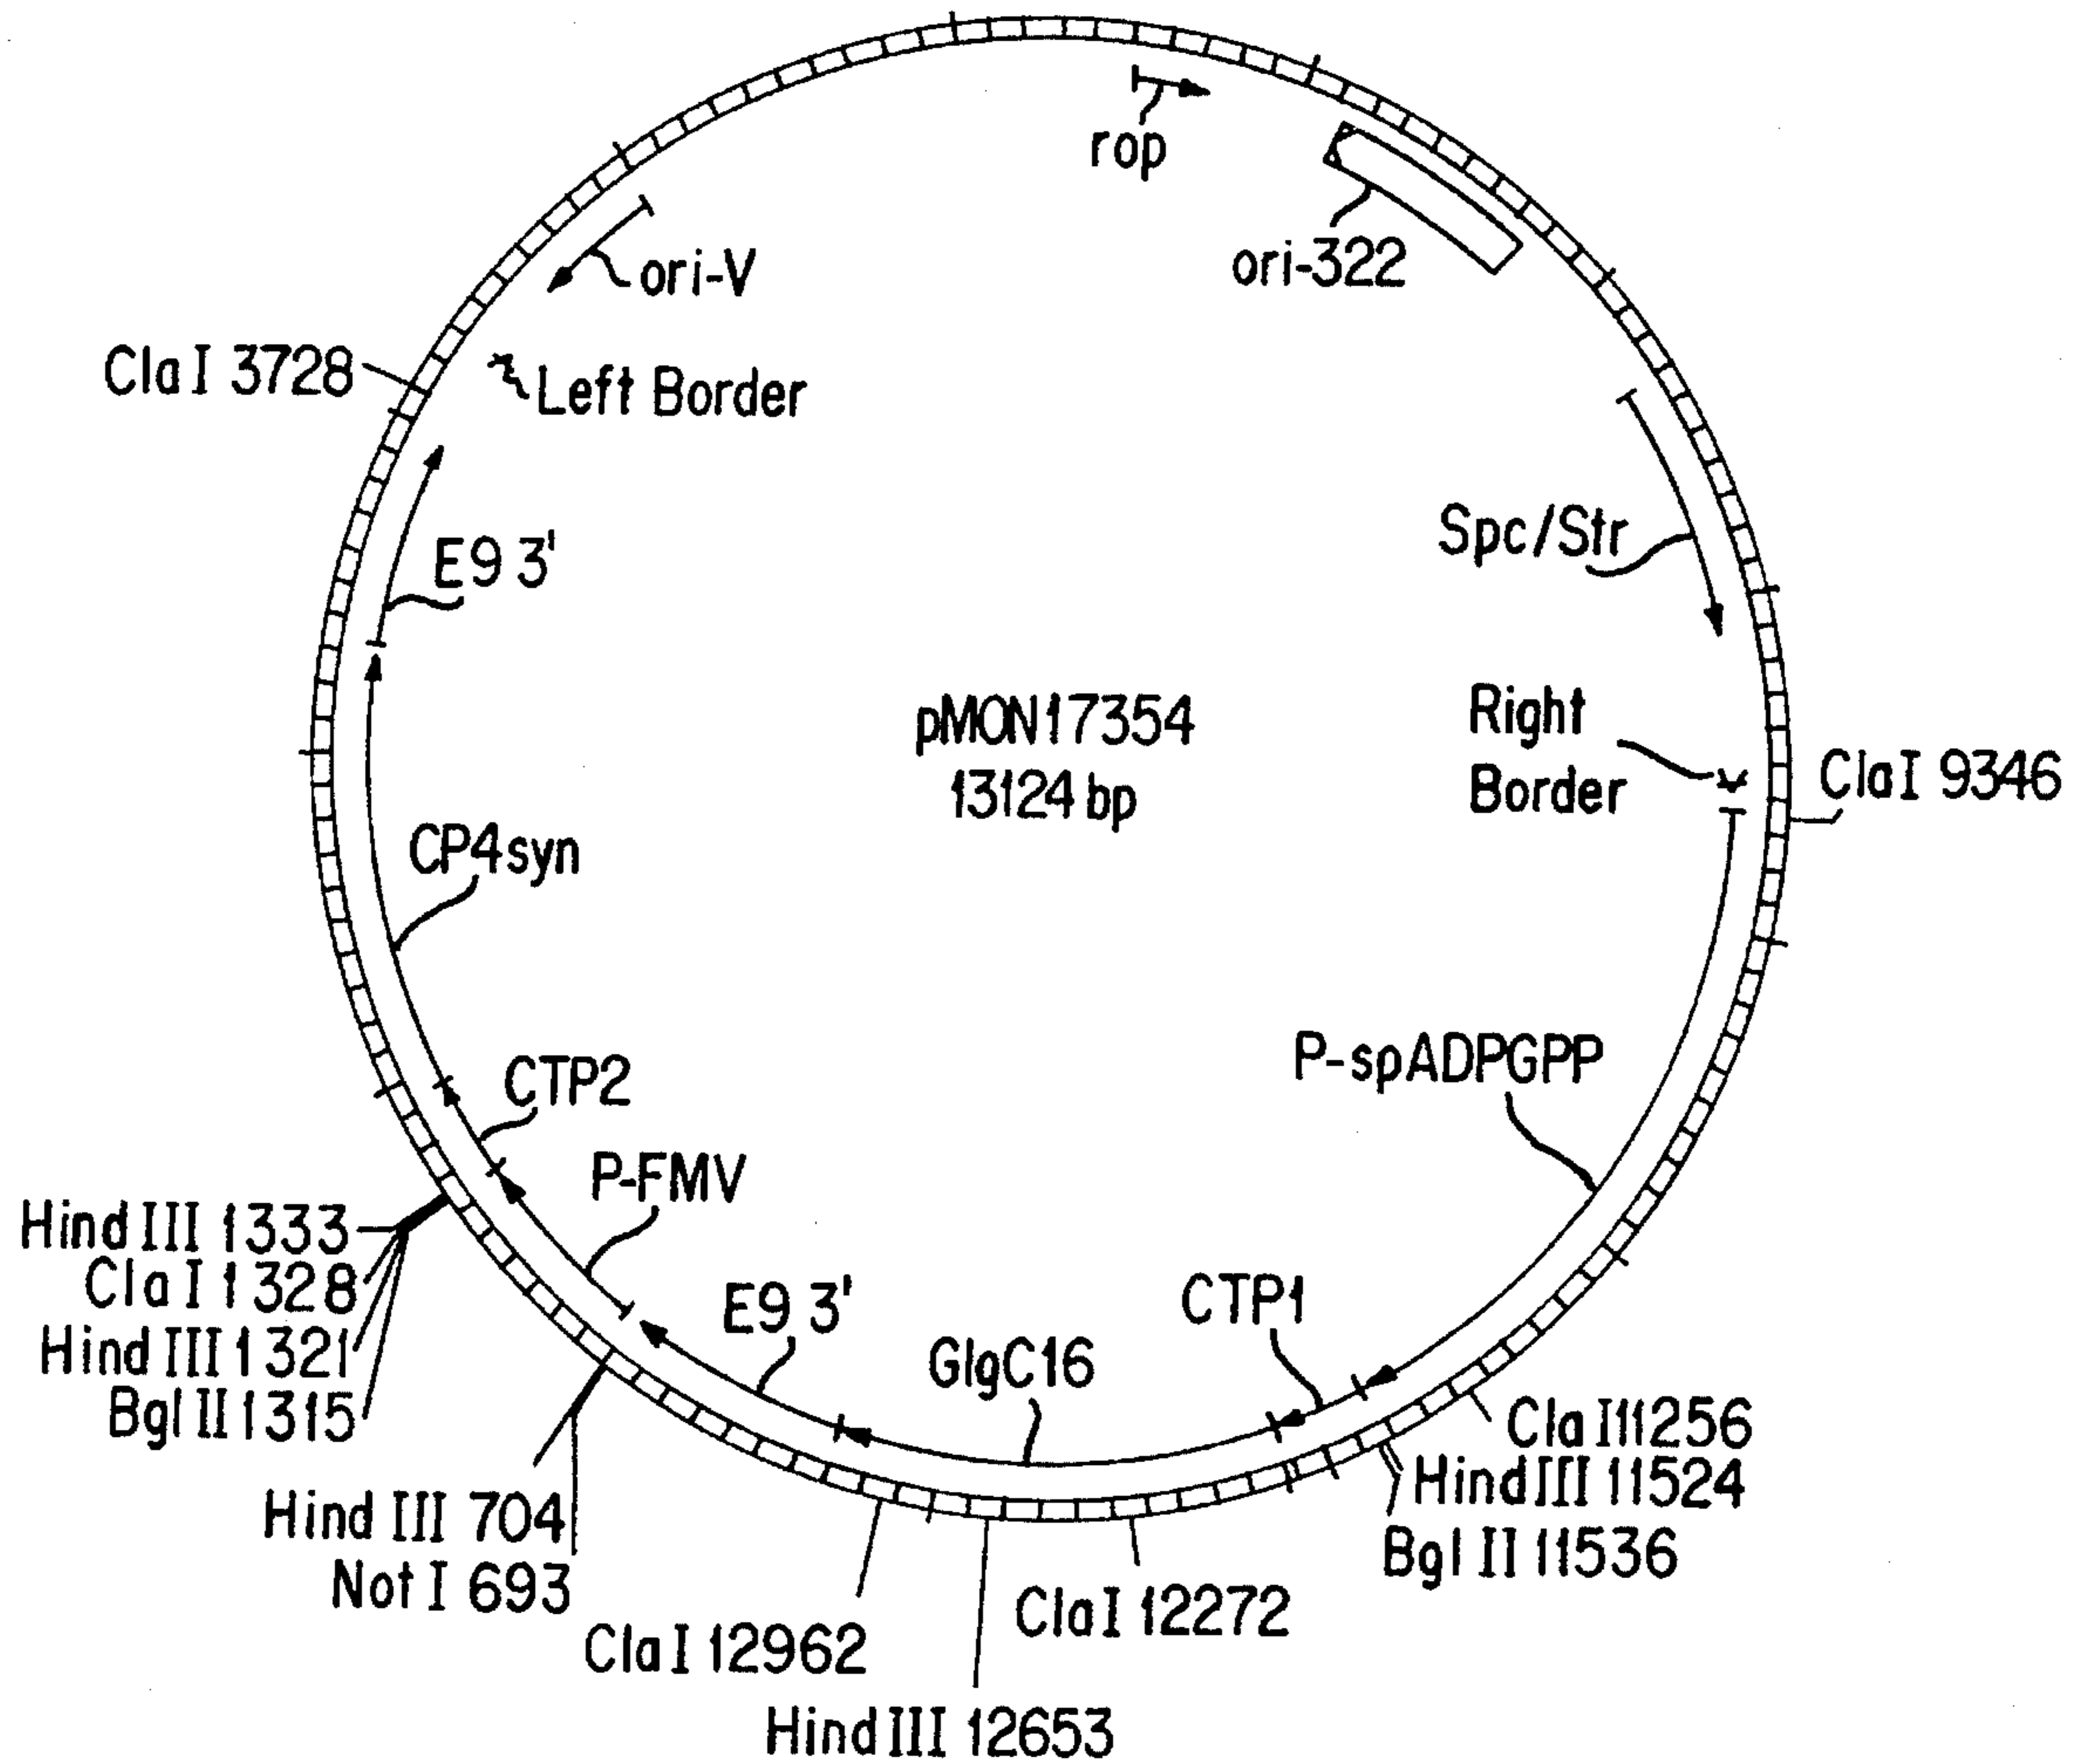 rop
ori-322
ori-V
ClaI 3728
Left Border
Spc/Str
E9 3'
pMON17354
13124 bp
Right
Border
ClaI 9346
CP4syn
P-spADPGPP
CTP2
P-FMV
HindIII 1333
ClaI 1328
HindIII 1321
BglII 1315
E9 3'
GlgC16
CTP1
ClaI 11256
HindIII 11524
BglII 11536
HindIII 704
NotI 693
ClaI 12962
ClaI 12272
HindIII 12653